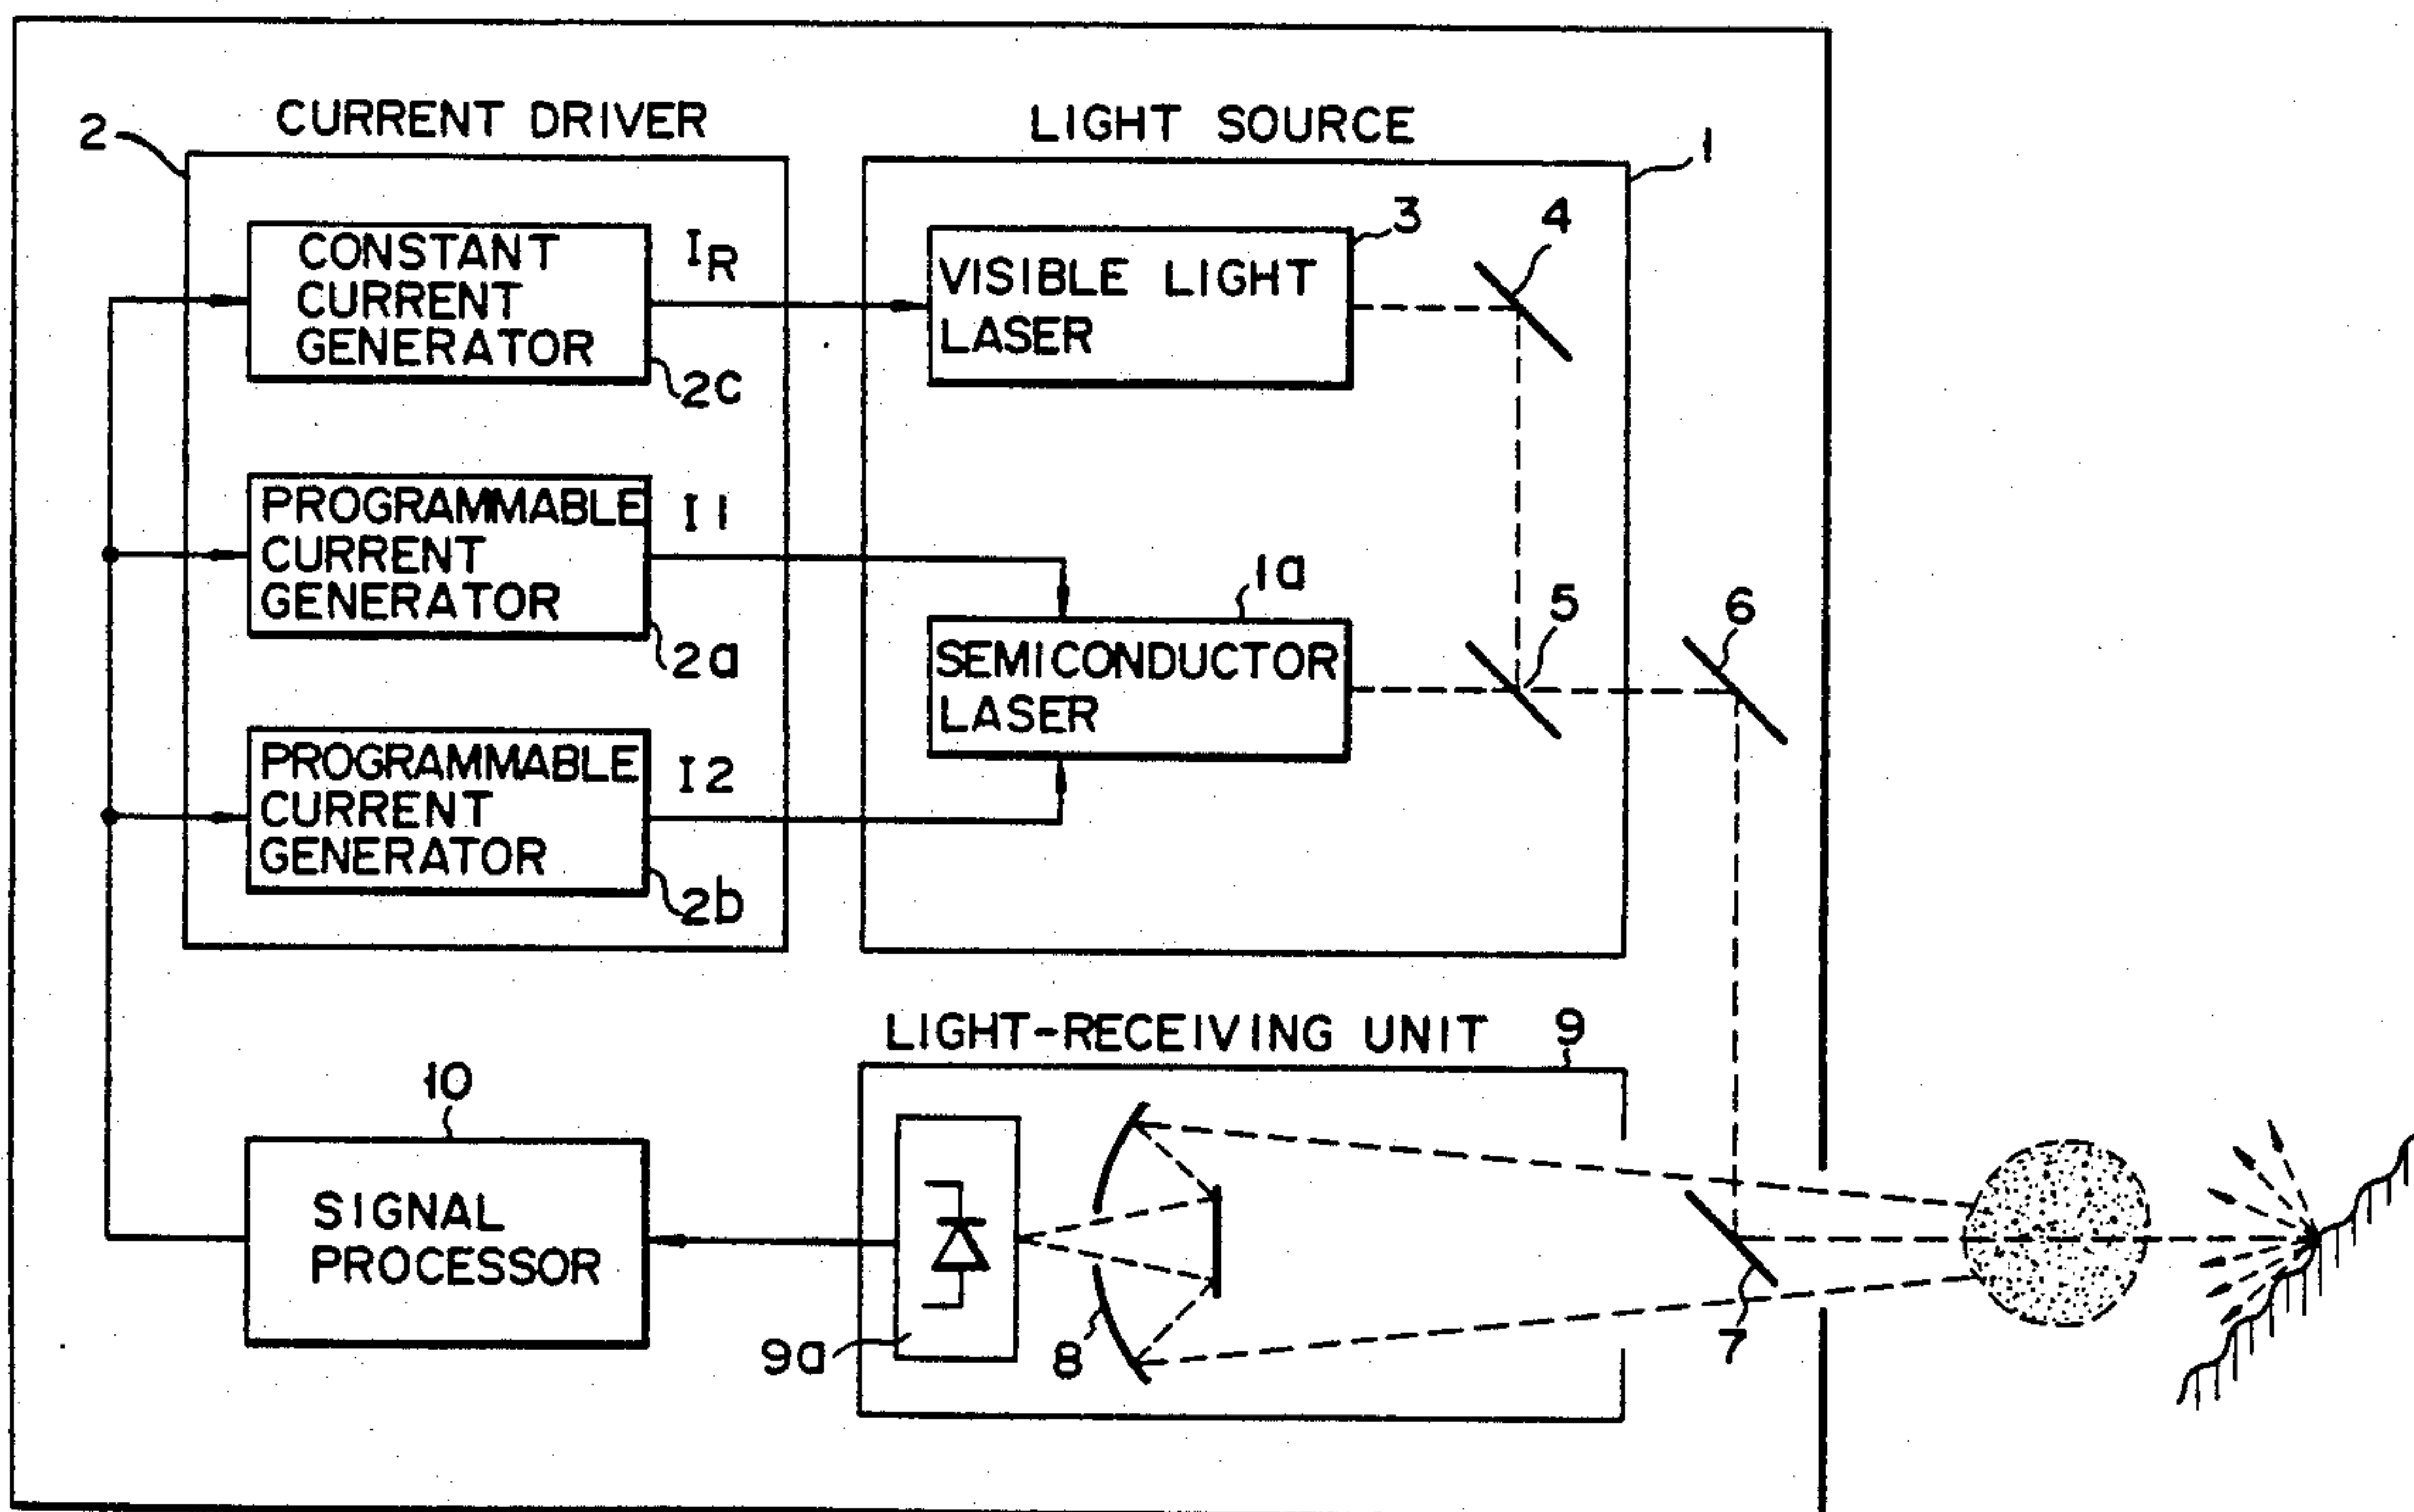 CURRENT DRIVER
LIGHT SOURCE
2
1
CONSTANT
CURRENT
GENERATOR
IR
2c
VISIBLE LIGHT
LASER
3
4
PROGRAMMABLE
CURRENT
GENERATOR
I1
2a
1a
SEMICONDUCTOR
LASER
5
6
PROGRAMMABLE
CURRENT
GENERATOR
I2
2b
LIGHT-RECEIVING UNIT
9
10
SIGNAL
PROCESSOR
9a
8
7